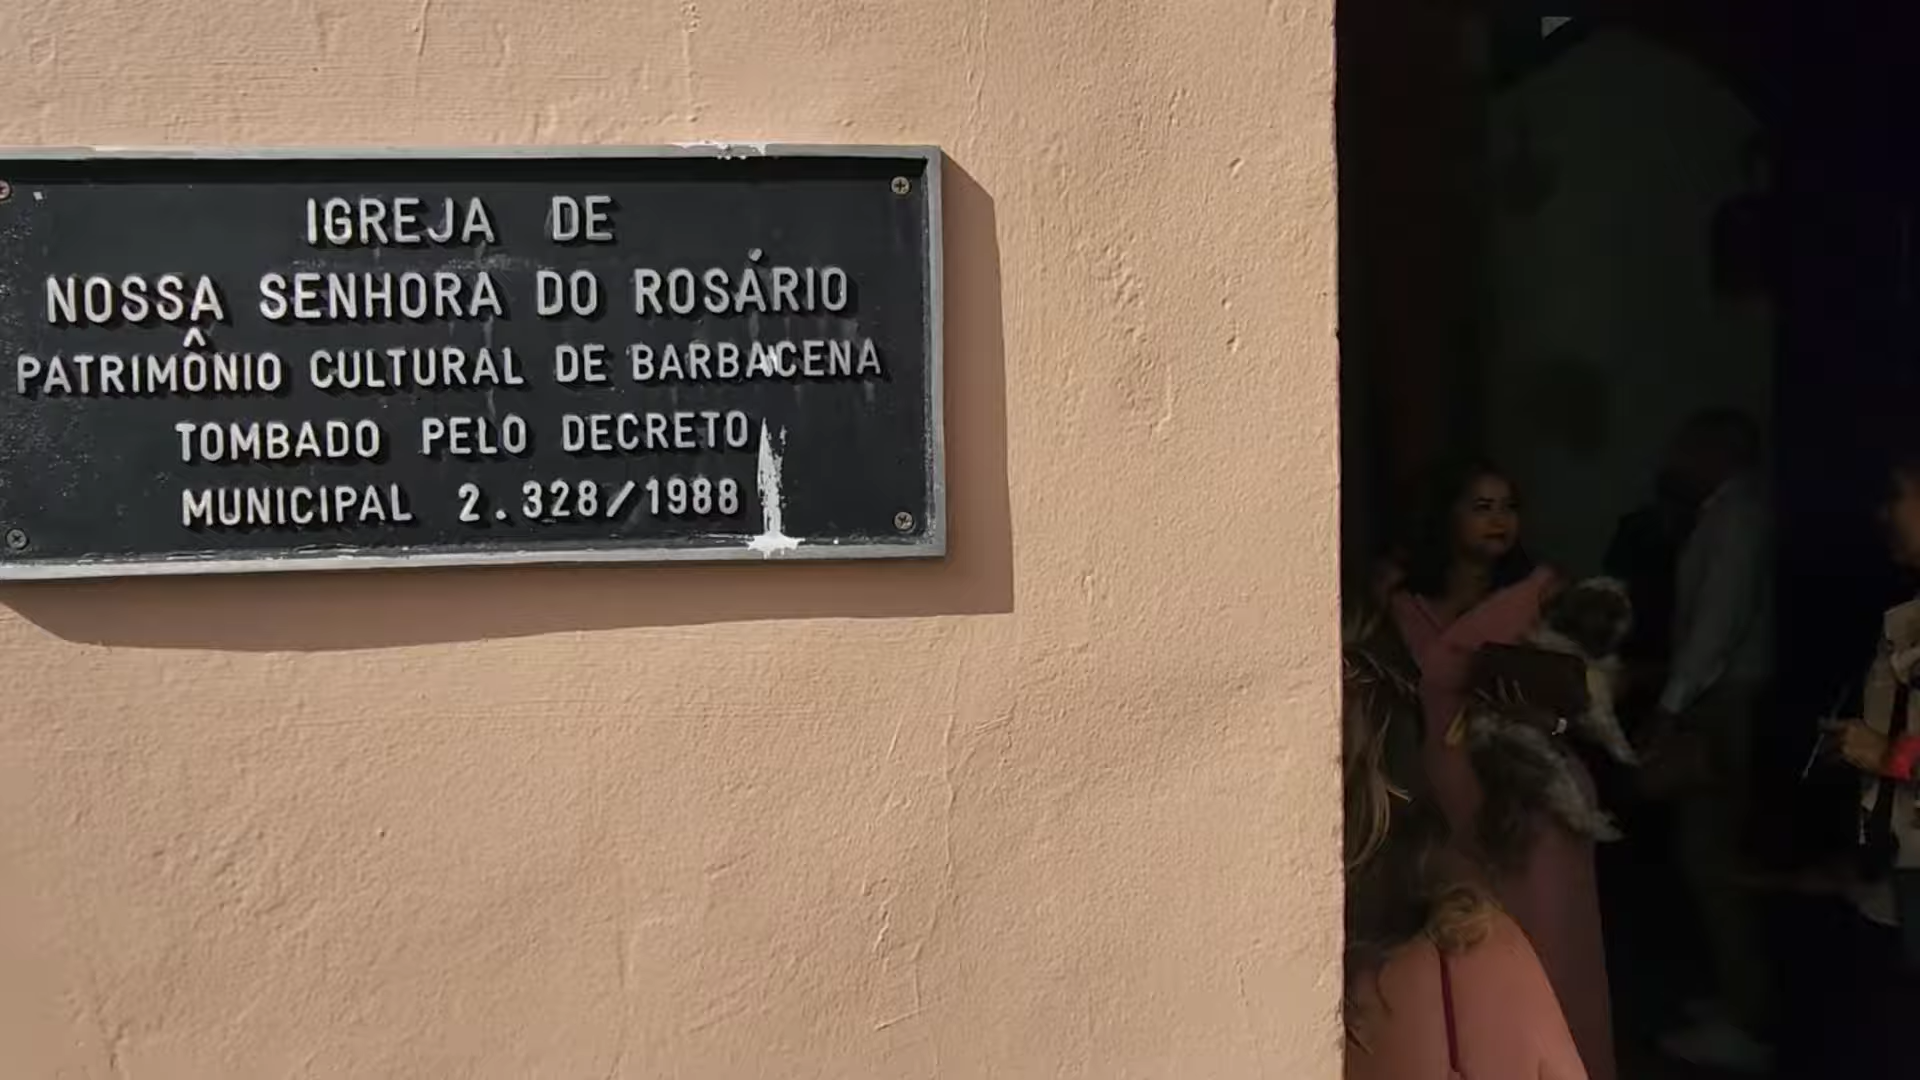 IGREJA DE
NOSSA SENHORA DO ROSÁRIO
PATRIMÔNIO CULTURAL DE BARBACENA
TOMBADO PELO DECRETO
MUNICIPAL 2.328/1988